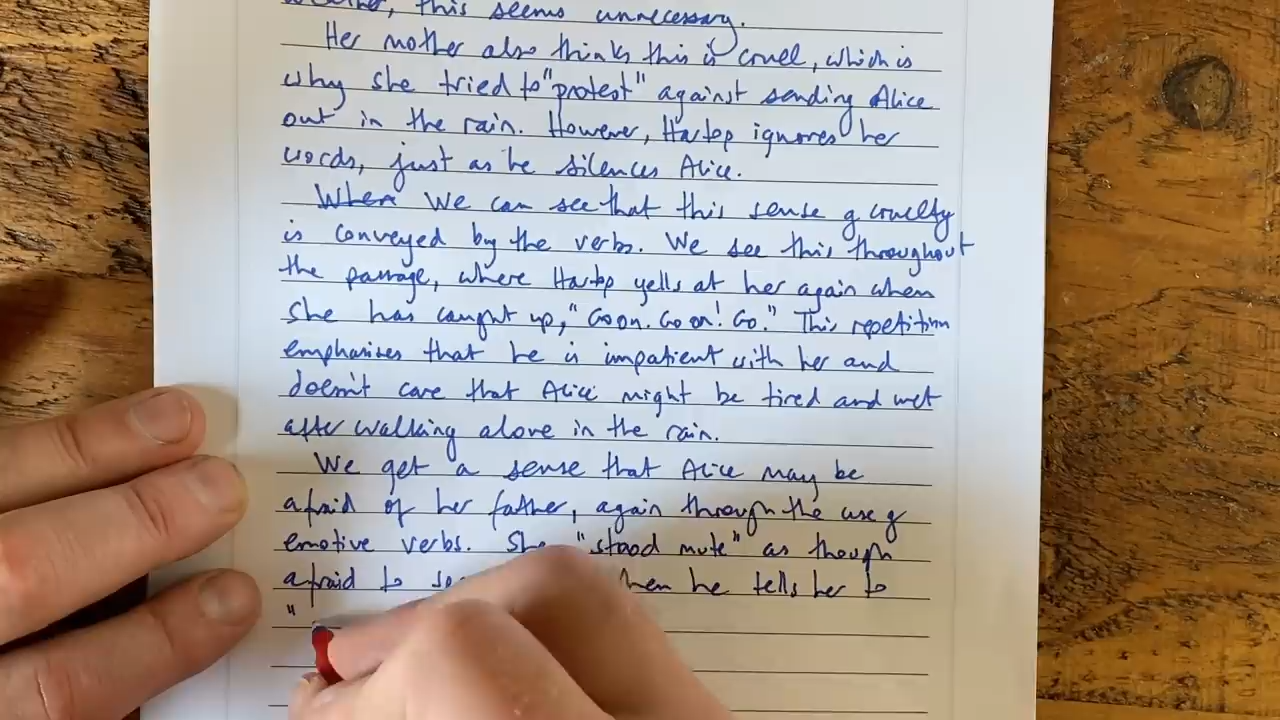 this seems unnecessary.
Her mother also thinks this is cruel, which is
why she tried to "protest" against sending Alice
out in the rain. However, Hartop ignores her
words, just as he silences Alice.
When We can see that this sense of cruelty
is conveyed by the verbs. We see this throughout
the passage, where Hartop yells at her again when
she has caught up, "Go on. Go on! Go." This repetition
emphasises that he is impatient with her and
doesn't care that Alice might be tired and wet
after walking alone in the rain.
We get a sense that Alice may be
afraid of her father, again through the use of
emotive verbs. She "stood mute" as though
afraid to when he tells her to
"